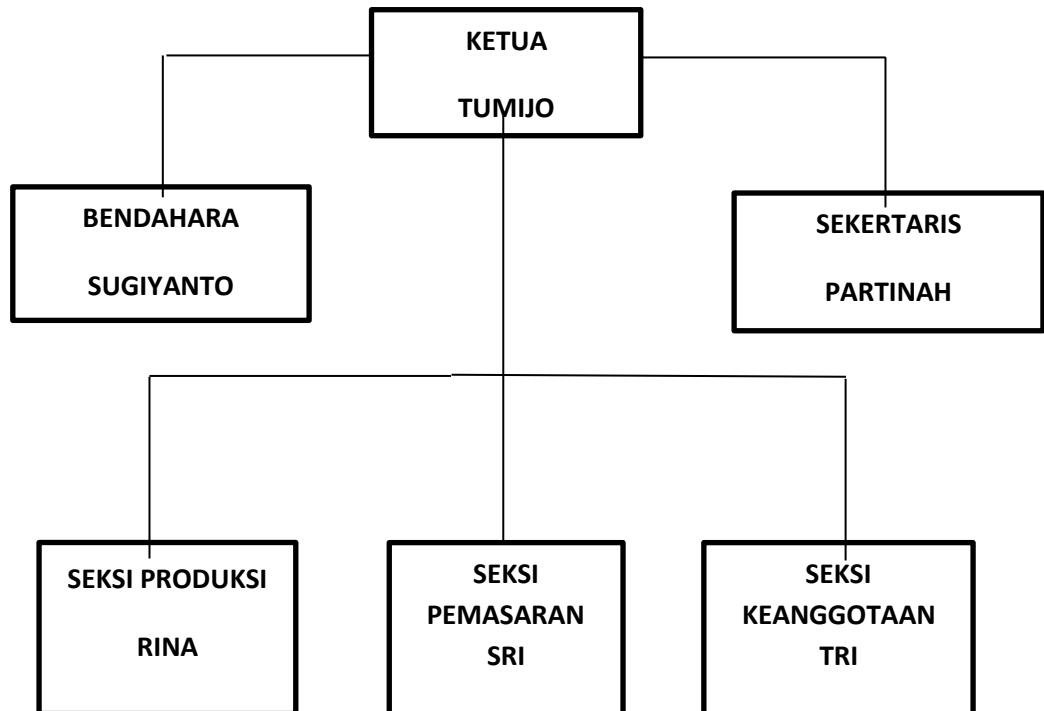 KETUA
TUMIJO
BENDAHARA
SUGIYANTO
SEKERTARIS
PARTINAH
SEKSI PRODUKSI
RINA
SEKSI
PEMASARAN
SRI
SEKSI
KEANGGOTAAN
TRI